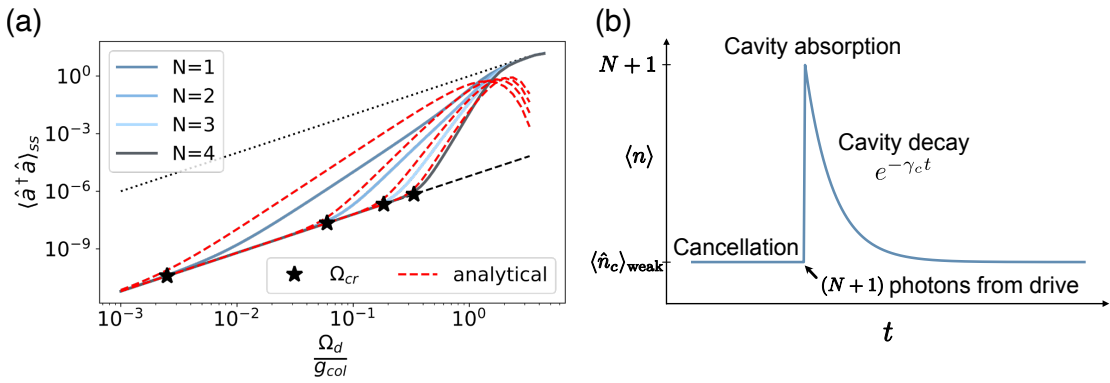 (a)
⟨â†â⟩ss
10^0
10^-3
10^-6
10^-9
N=1
N=2
N=3
N=4
Ωcr
analytical
10^-3
10^-2
10^-1
10^0
Ωd
gcol
(b)
Cavity absorption
N + 1
⟨n⟩
Cavity decay
e^-γc t
Cancellation
⟨n̂c⟩weak
(N + 1) photons from drive
t